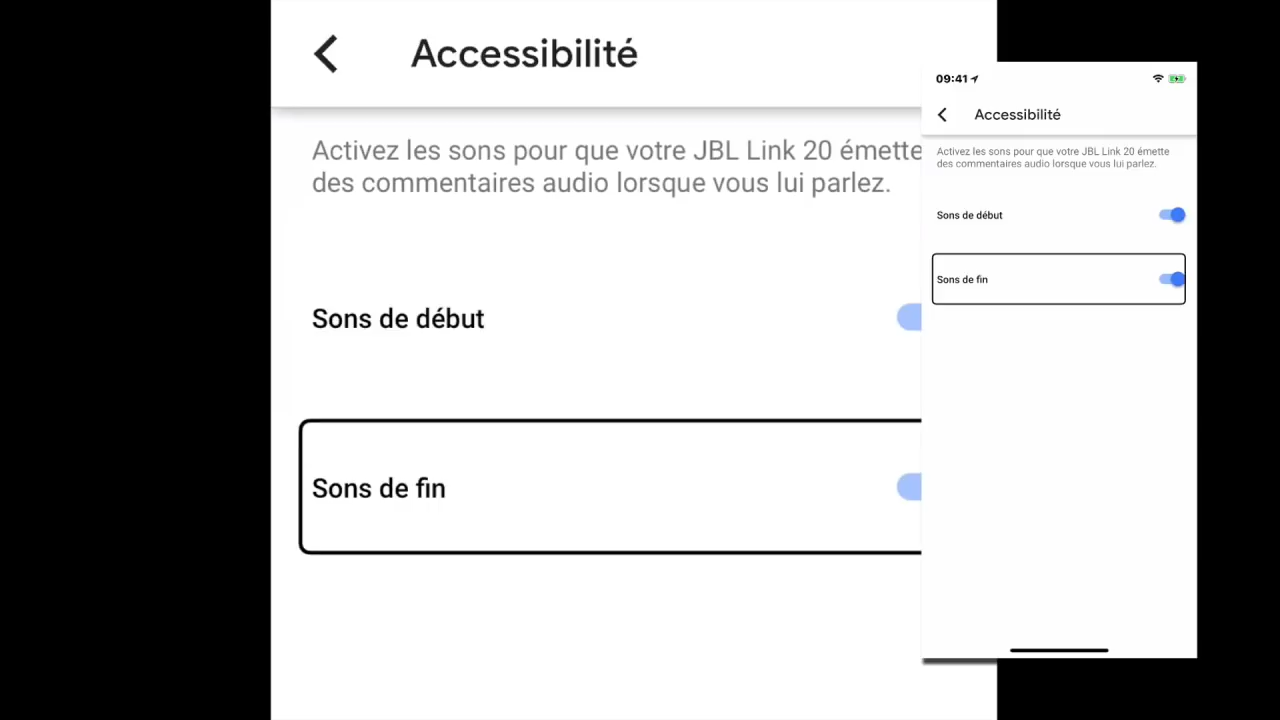 Accessibilité
Activez les sons pour que votre JBL Link 20 émette
des commentaires audio lorsque vous lui parlez.
Sons de début
Sons de fin
09:41
Accessibilité
Activez les sons pour que votre JBL Link 20 émette
des commentaires audio lorsque vous lui parlez.
Sons de début
Sons de fin